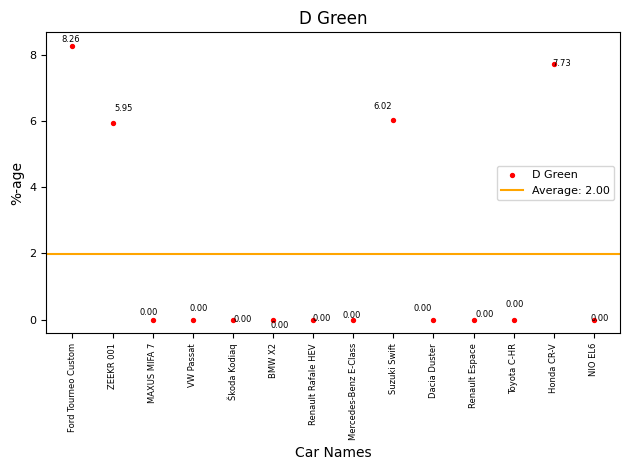 D Green
8.26
5.95
6.02
7.73
0.00
0.00
0.00
0.00
0.00
0.00
0.00
0.00
0.00
0.00
%-age
8
6
4
2
0
D Green
Average: 2.00
Ford Tourneo Custom
ZEEKR 001
MAXUS MIFA 7
VW Passat
Škoda Kodiaq
BMW X2
Renault Rafale HEV
Mercedes-Benz E-Class
Suzuki Swift
Dacia Duster
Renault Espace
Toyota C-HR
Honda CR-V
NIO EL6
Car Names